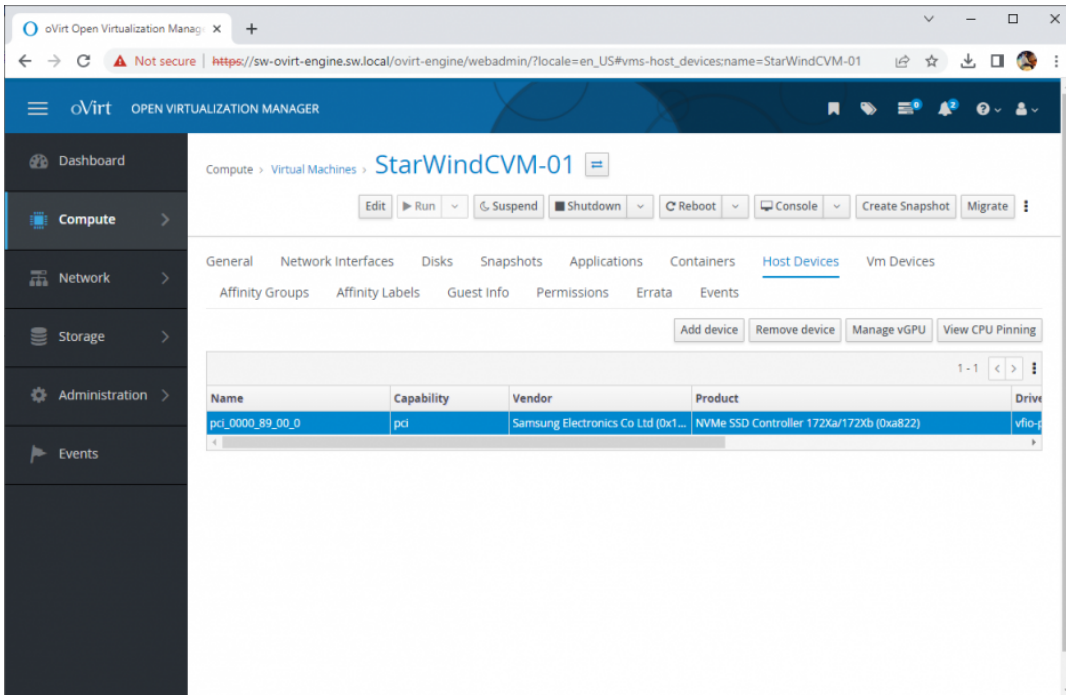 oVirt Open Virtualization Manag
Not secure | https://sw-ovirt-engine.sw.local/ovirt-engine/webadmin/?locale=en_US#vms-host_devices;name=StarWindCVM-01
oVirt OPEN VIRTUALIZATION MANAGER
0 2
Dashboard
Compute
Network
Storage
Administration
Events
Compute > Virtual Machines > StarWindCVM-01
Edit Run Suspend Shutdown Reboot Console Create Snapshot Migrate
General Network Interfaces Disks Snapshots Applications Containers Host Devices Vm Devices
Affinity Groups Affinity Labels Guest Info Permissions Errata Events
Add device Remove device Manage vGPU View CPU Pinning
1 - 1
Name Capability Vendor Product Drive
pci_0000_89_00_0 pci Samsung Electronics Co Ltd (0x1... NVMe SSD Controller 172Xa/172Xb (0xa822) vfio-p